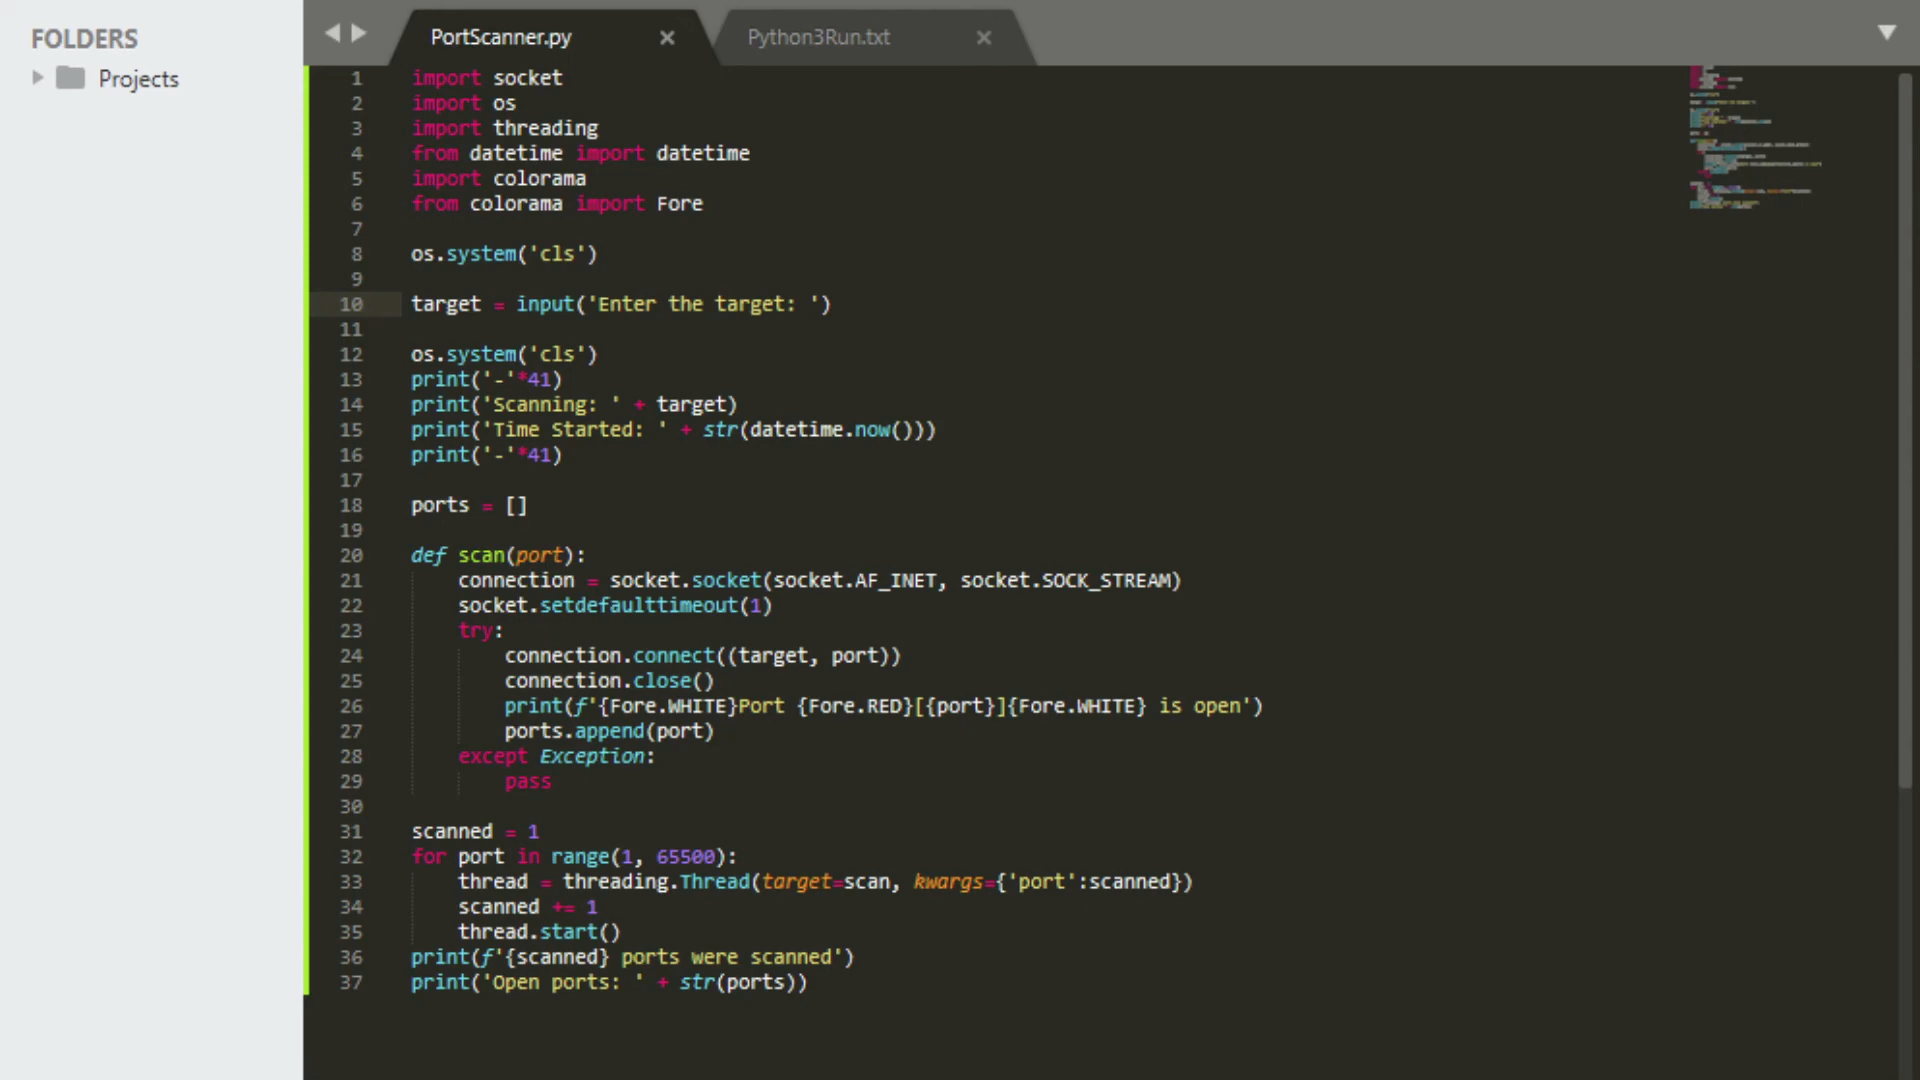 FOLDERS
Projects
PortScanner.py
Python3Run.txt
1 import socket
2 import os
3 import threading
4 from datetime import datetime
5 import colorama
6 from colorama import Fore
7
8 os.system('cls')
9
10 target = input('Enter the target: ')
11
12 os.system('cls')
13 print('-'*41)
14 print('Scanning: ' + target)
15 print('Time Started: ' + str(datetime.now()))
16 print('-'*41)
17
18 ports = []
19
20 def scan(port):
21     connection = socket.socket(socket.AF_INET, socket.SOCK_STREAM)
22     socket.setdefaulttimeout(1)
23     try:
24         connection.connect((target, port))
25         connection.close()
26         print(f'{Fore.WHITE}Port {Fore.RED}[{port}]{Fore.WHITE} is open')
27         ports.append(port)
28     except Exception:
29         pass
30
31 scanned = 1
32 for port in range(1, 65500):
33     thread = threading.Thread(target=scan, kwargs={'port':scanned})
34     scanned += 1
35     thread.start()
36 print(f'{scanned} ports were scanned')
37 print('Open ports: ' + str(ports))